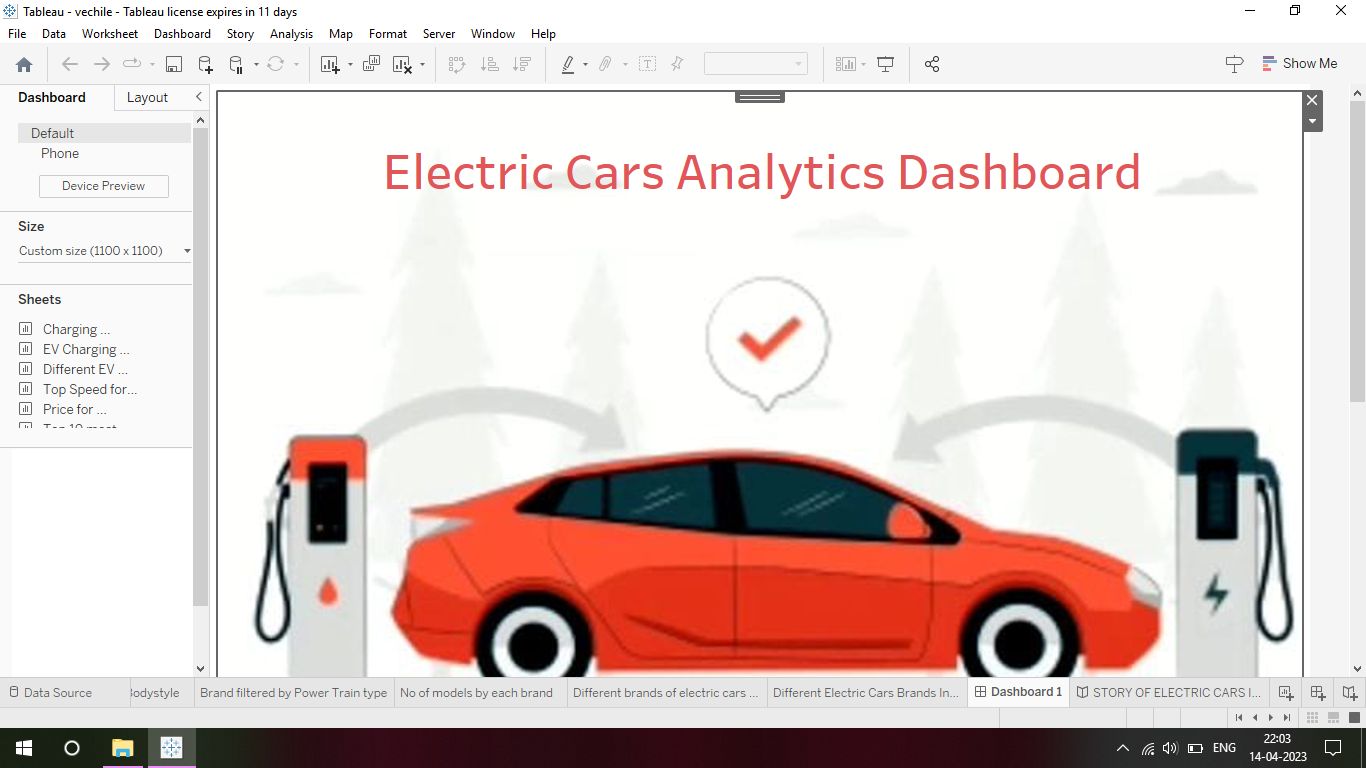 Tableau - vechile - Tableau license expires in 11 days
File Data Worksheet Dashboard Story Analysis Map Format Server Window Help
Show Me
Dashboard Layout
Default
Phone
Device Preview
Size
Custom size (1100 x 1100)
Sheets
Charging ...
EV Charging ...
Different EV ...
Top Speed for...
Price for ...
Top 10 most
Electric Cars Analytics Dashboard
Data Source Bodystyle Brand filtered by Power Train type No of models by each brand Different brands of electric cars ... Different Electric Cars Brands In... Dashboard 1 STORY OF ELECTRIC CARS I...
ENG
22:03
14-04-2023